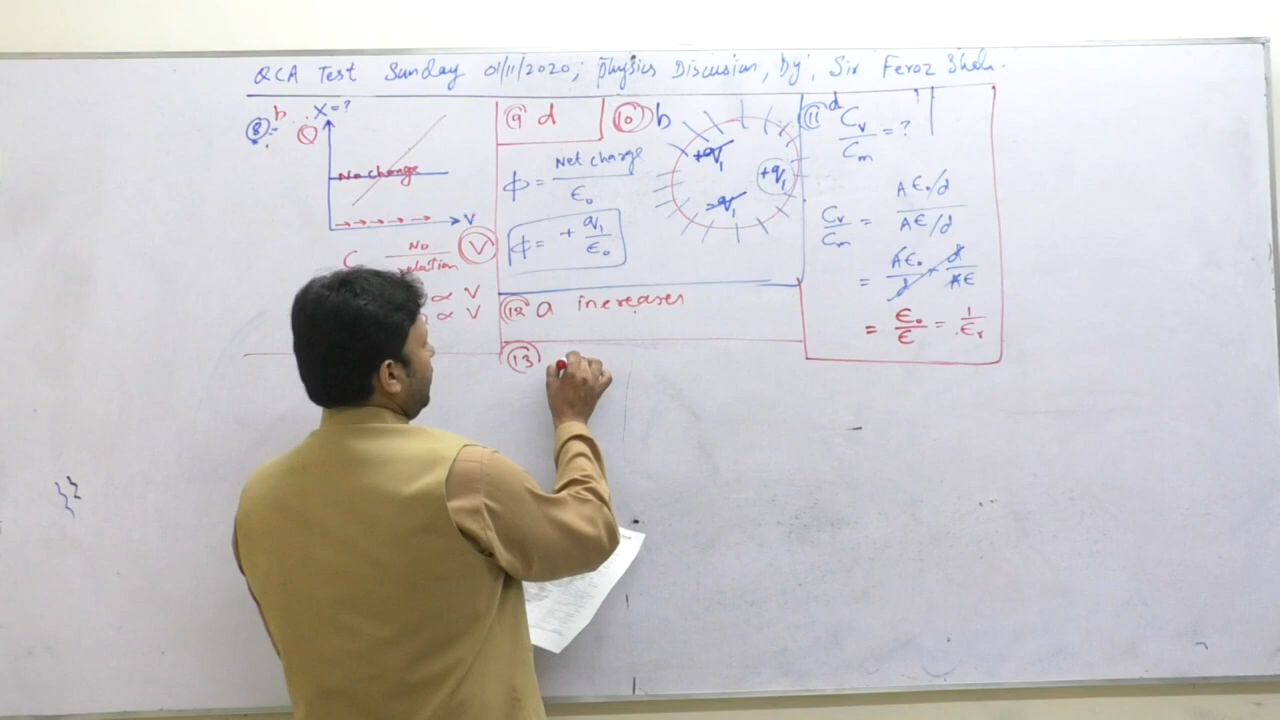 QCA Test Sunday 01/11/2020; Physics Discussion, by, Sir Feroz Shah.
8 b
X=?
No change
V
C No relation V
∝ V
∝ V
9 d
10 b
ϕ = Net charge / ϵ₀
ϕ = + q₁ / ϵ₀
+q₁
+q₁
-q₁
12 a increases
13
11 d
Cv / Cm = ?
Cv / Cm = Aϵ₀/d / Aϵ/d
= Aϵ₀ / d × d / Aϵ
= ϵ₀ / ϵ = 1 / ϵr